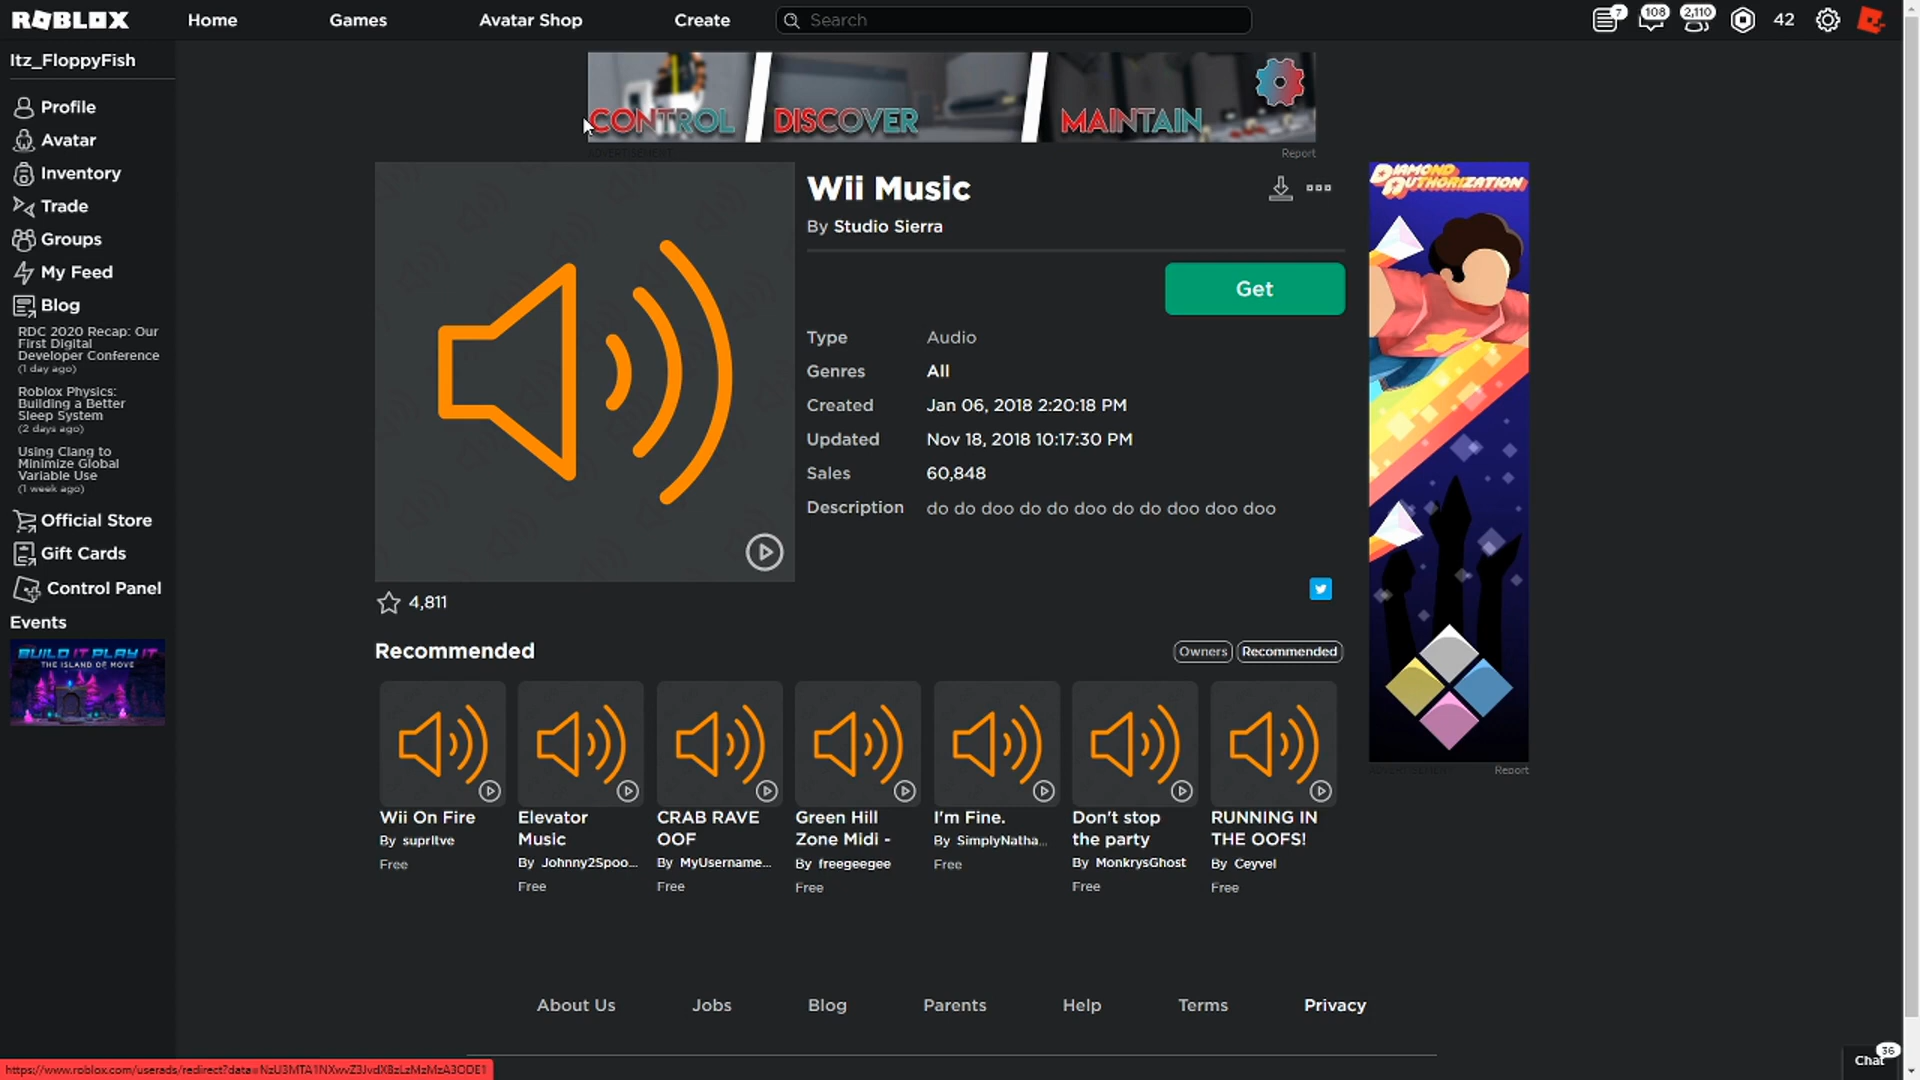 ROBLOX
Home
Games
Avatar Shop
Create
Search
7
108
2,110
42
Itz_FloppyFish
Profile
Avatar
Inventory
Trade
Groups
My Feed
Blog
RDC 2020 Recap: Our
First Digital
Developer Conference
(1 day ago)
Roblox Physics:
Building a Better
Sleep System
(2 days ago)
Using Clang to
Minimize Global
Variable Use
(1 week ago)
Official Store
Gift Cards
Control Panel
Events
BUILD IT PLAY IT
THE ISLAND OF MOVE
CONTROL
DISCOVER
MAINTAIN
ADVERTISEMENT
Report
Wii Music
By Studio Sierra
Get
Type Audio
Genres All
Created Jan 06, 2018 2:20:18 PM
Updated Nov 18, 2018 10:17:30 PM
Sales 60,848
Description do do doo do do doo do do doo doo doo
4,811
DIAMOND
AUTHORIZATION
ADVERTISEMENT
Report
Recommended
Owners
Recommended
Wii On Fire
By supr1tve
Free
Elevator
Music
By Johnny2Spoo...
Free
CRAB RAVE
OOF
By MyUsername...
Free
Green Hill
Zone Midi -
By freegeegee
Free
I'm Fine.
By SimplyNatha...
Free
Don't stop
the party
By MonkrysGhost
Free
RUNNING IN
THE OOFS!
By Ceyvel
Free
About Us
Jobs
Blog
Parents
Help
Terms
Privacy
Chat
36